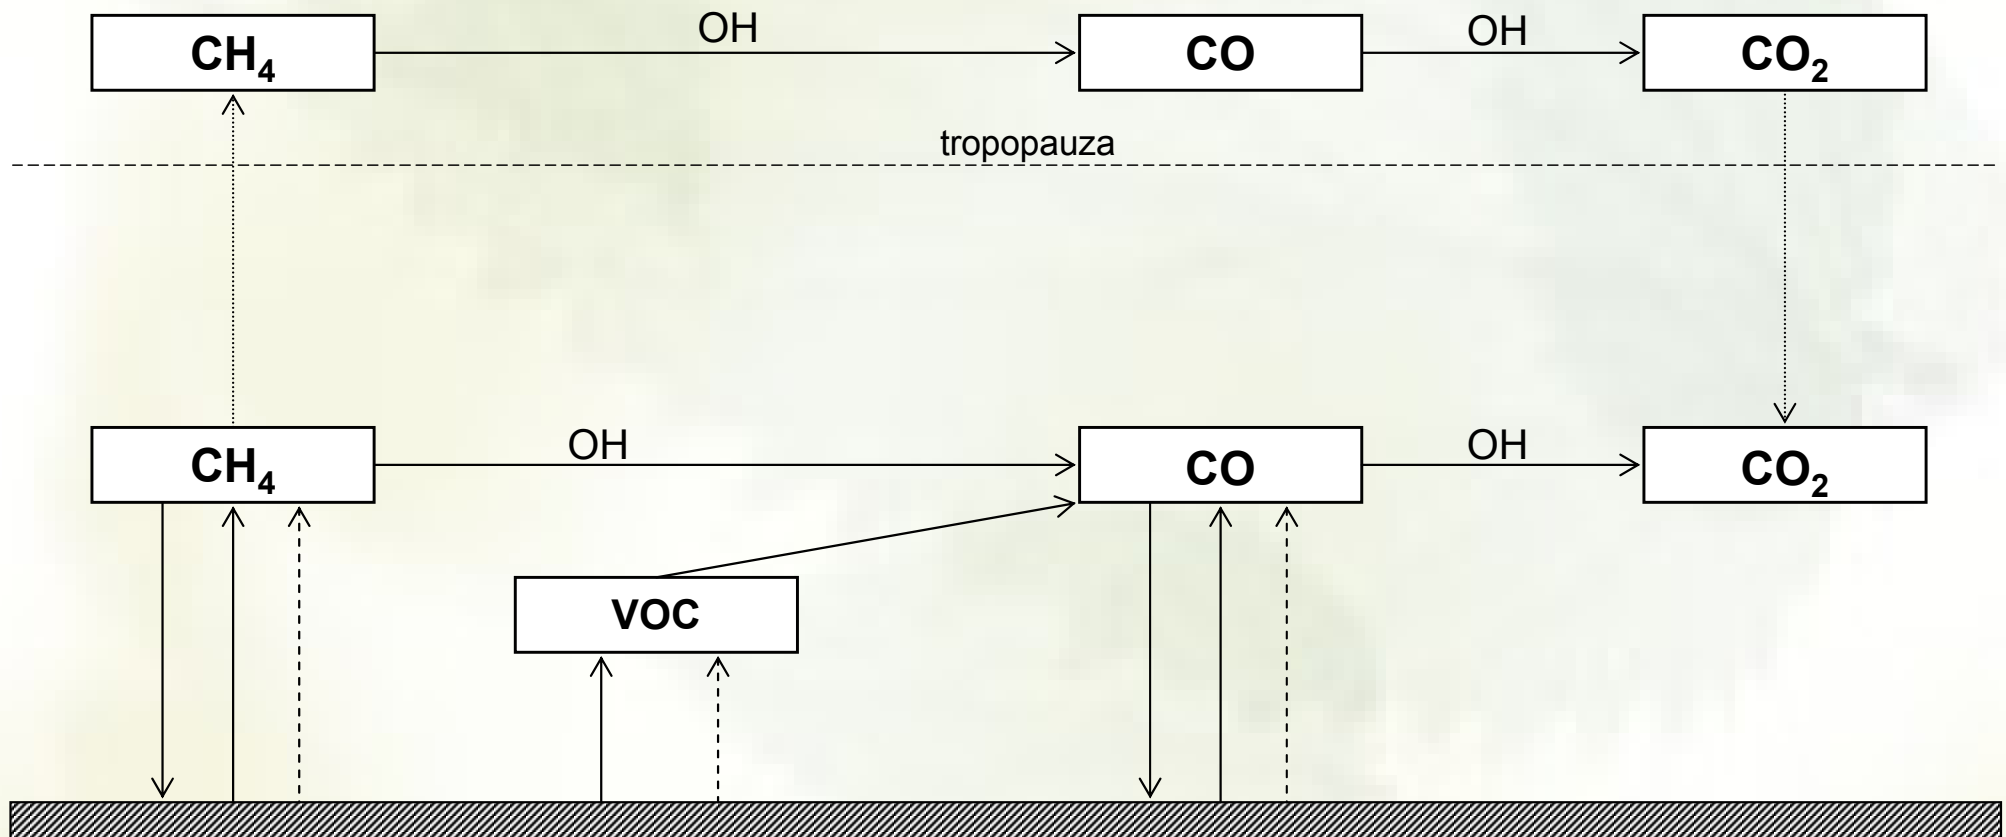 OH
OH
CH₄
CO
CO₂
tropopauza
OH
OH
CH₄
CO
CO₂
VOC